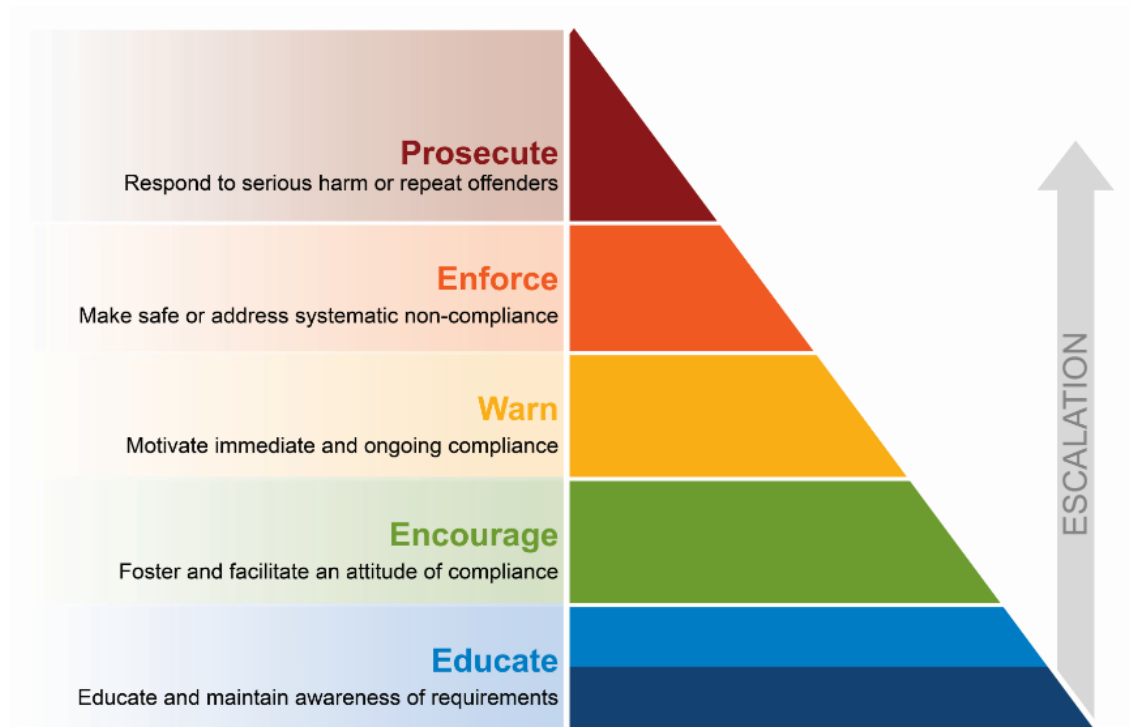 Prosecute
Respond to serious harm or repeat offenders
Enforce
Make safe or address systematic non-compliance
Warn
Motivate immediate and ongoing compliance
Encourage
Foster and facilitate an attitude of compliance
Educate
Educate and maintain awareness of requirements
ESCALATION